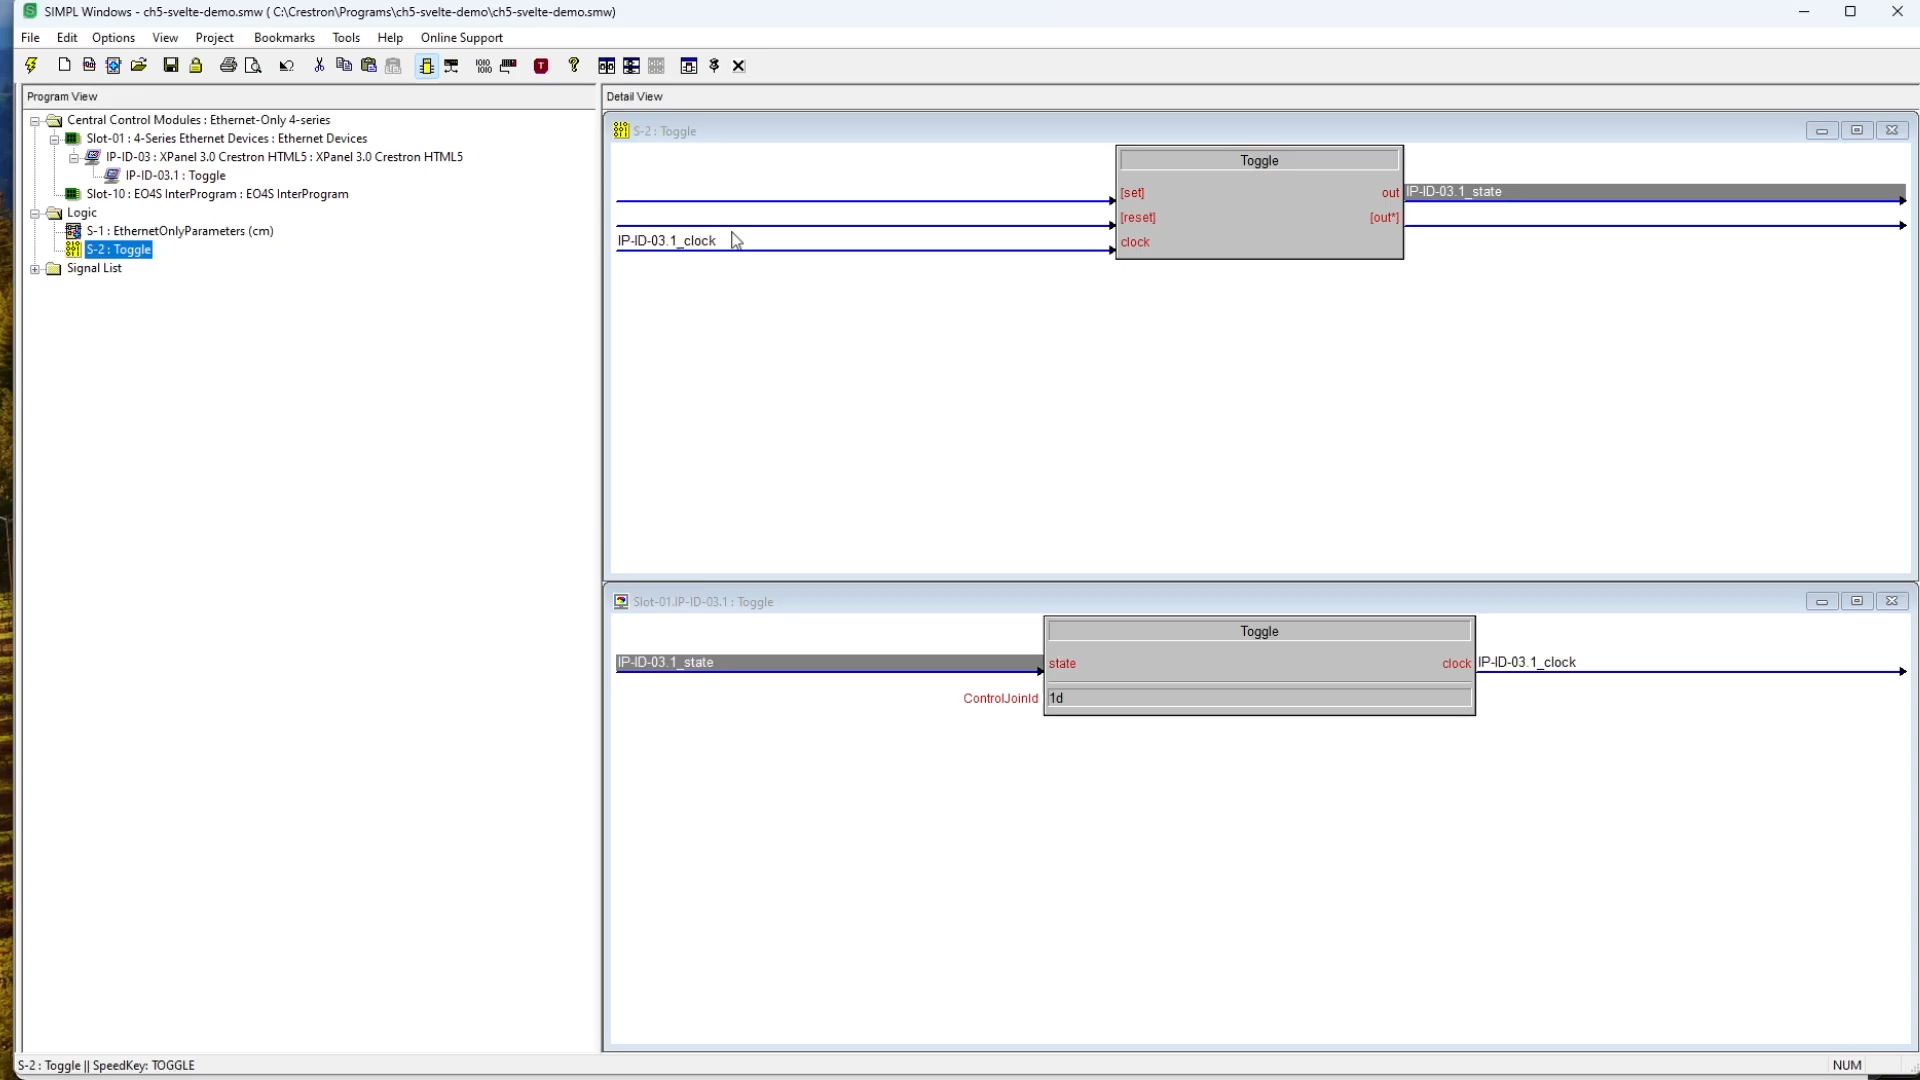 SIMPL Windows - ch5-svelte-demo.smw ( C:\Crestron\Programs\ch5-svelte-demo\ch5-svelte-demo.smw)
File Edit Options View Project Bookmarks Tools Help Online Support
Program View
Central Control Modules : Ethernet-Only 4-series
Slot-01 : 4-Series Ethernet Devices : Ethernet Devices
IP-ID-03 : XPanel 3.0 Crestron HTML5 : XPanel 3.0 Crestron HTML5
IP-ID-03.1 : Toggle
Slot-10 : EO4S InterProgram : EO4S InterProgram
Logic
S-1 : EthernetOnlyParameters (cm)
S-2 : Toggle
Signal List
Detail View
S-2 : Toggle
Toggle
[set] out IP-ID-03.1_state
[reset] [out*]
IP-ID-03.1_clock clock
Slot-01.IP-ID-03.1 : Toggle
Toggle
IP-ID-03.1_state state clock IP-ID-03.1_clock
ControlJoinId 1d
S-2 : Toggle || SpeedKey: TOGGLE NUM